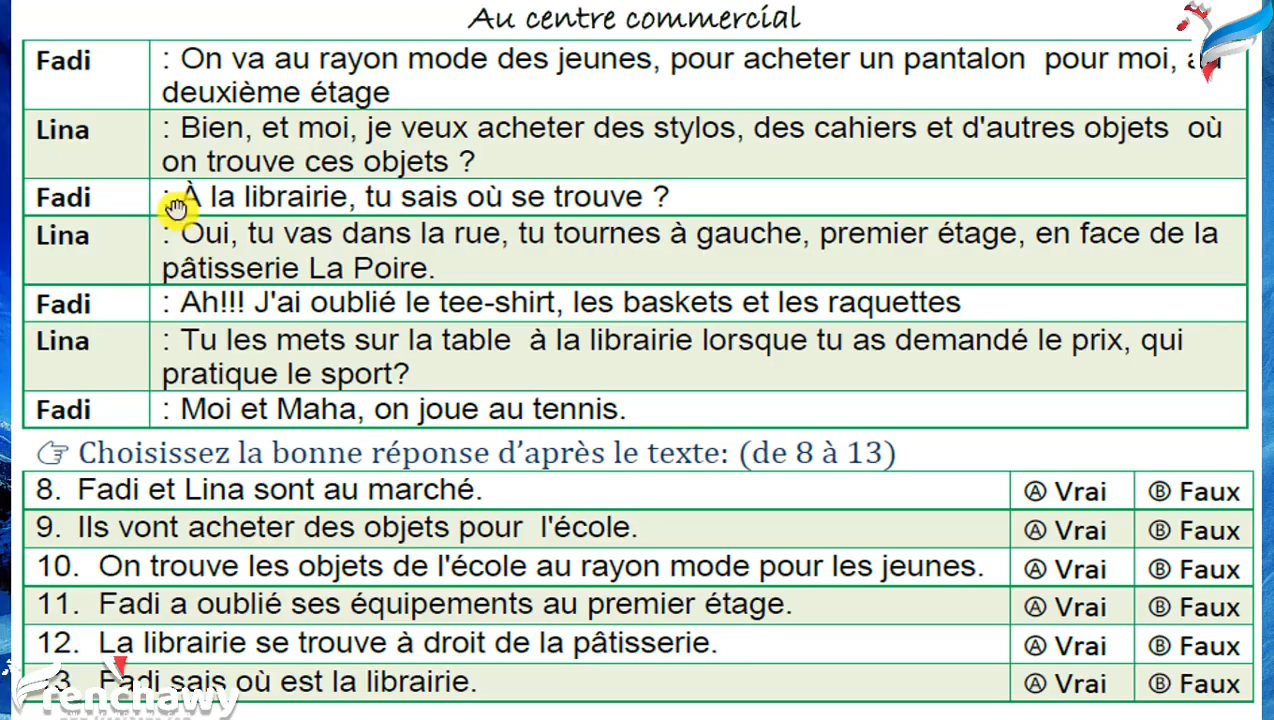 Au centre commercial
Fadi : On va au rayon mode des jeunes, pour acheter un pantalon pour moi, au
deuxième étage
Lina : Bien, et moi, je veux acheter des stylos, des cahiers et d'autres objets où
on trouve ces objets ?
Fadi : À la librairie, tu sais où se trouve ?
Lina : Oui, tu vas dans la rue, tu tournes à gauche, premier étage, en face de la
pâtisserie La Poire.
Fadi : Ah!!! J'ai oublié le tee-shirt, les baskets et les raquettes
Lina : Tu les mets sur la table à la librairie lorsque tu as demandé le prix, qui
pratique le sport?
Fadi : Moi et Maha, on joue au tennis.
☞ Choisissez la bonne réponse d’après le texte: (de 8 à 13)
8. Fadi et Lina sont au marché. Ⓐ Vrai Ⓑ Faux
9. Ils vont acheter des objets pour l'école. Ⓐ Vrai Ⓑ Faux
10. On trouve les objets de l'école au rayon mode pour les jeunes. Ⓐ Vrai Ⓑ Faux
11. Fadi a oublié ses équipements au premier étage. Ⓐ Vrai Ⓑ Faux
12. La librairie se trouve à droit de la pâtisserie. Ⓐ Vrai Ⓑ Faux
13. Fadi sais où est la librairie. Ⓐ Vrai Ⓑ Faux
Frenchawy